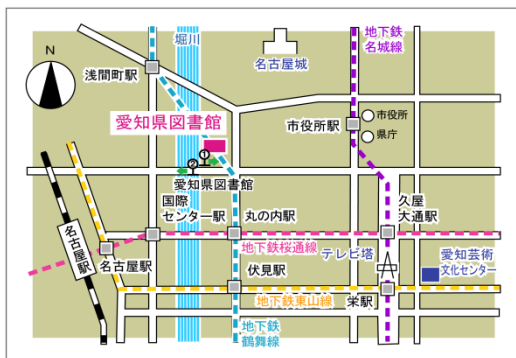 地下鉄
名城線
堀川
N
名古屋城
浅間町駅
愛知県図書館
市役所駅
市役所
県庁
①
②
愛知県図書館
国際
センター駅
丸の内駅
久屋
大通駅
名古屋駅
名古屋駅
地下鉄桜通線
テレビ塔
愛知芸術
文化センター
伏見駅
地下鉄東山線
栄駅
地下鉄
鶴舞線